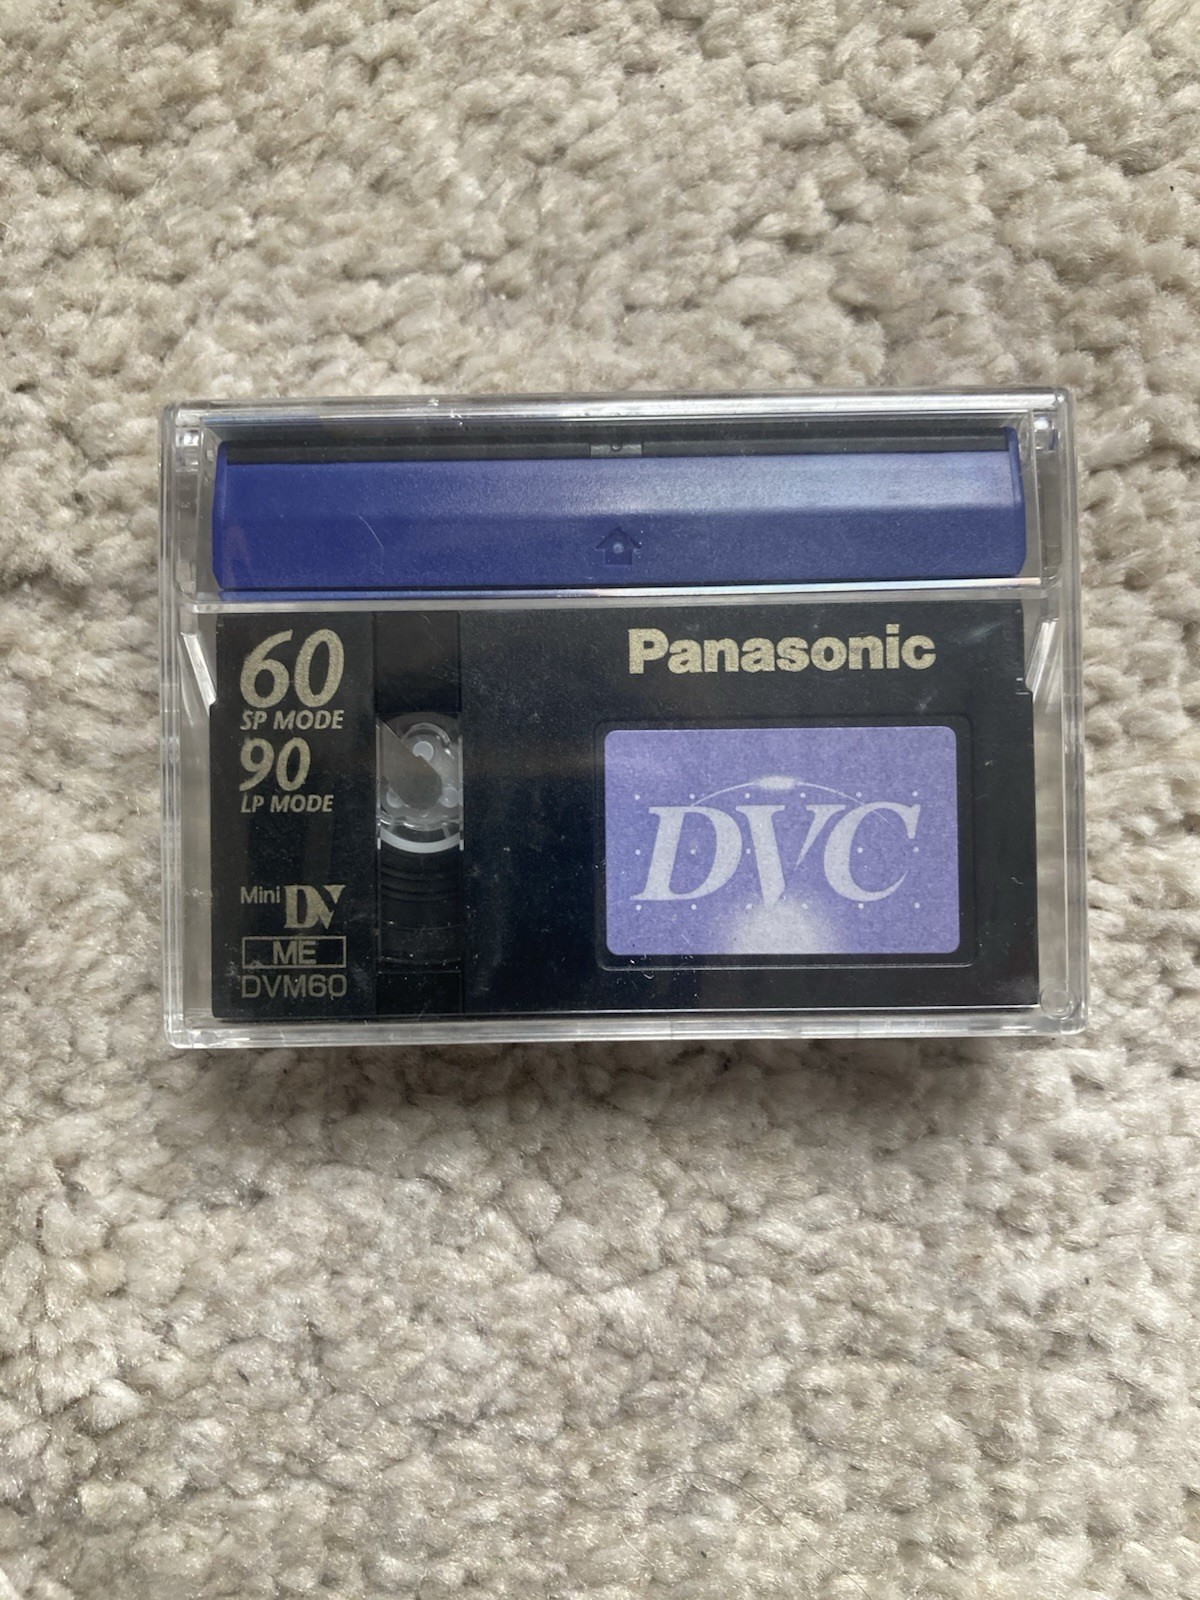 60
SP MODE
90
LP MODE
Mini DV
ME
DVM60
Panasonic
DVC